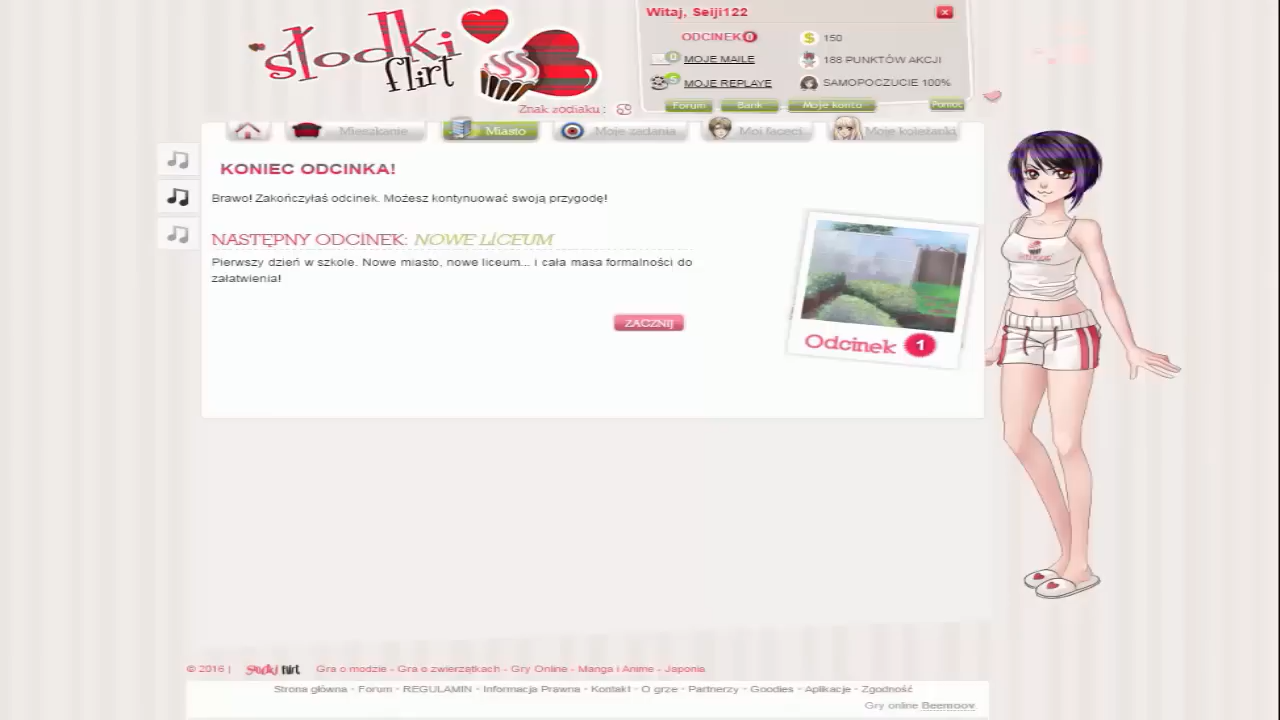 słodki
flirt
Witaj, Seiji122
x
ODCINEK 0
150
0 MOJE MAILE
188 PUNKTÓW AKCJI
5 MOJE REPLAYE
SAMOPOCZUCIE 100%
Znak zodiaku :
Forum
Bank
Moje konto
Pomoc
Mieszkanie
Miasto
Moje zadania
Moi faceci
Moje koleżanki
KONIEC ODCINKA!
Brawo! Zakończyłaś odcinek. Możesz kontynuować swoją przygodę!
NASTĘPNY ODCINEK: NOWE LICEUM
Pierwszy dzień w szkole. Nowe miasto, nowe liceum... i cała masa formalności do
załatwienia!
ZACZNIJ
Odcinek 1
© 2016 | Słodki flirt Gra o modzie - Gra o zwierzętkach - Gry Online - Manga i Anime - Japonia
Strona główna - Forum - REGULAMIN - Informacja Prawna - Kontakt - O grze - Partnerzy - Goodies - Aplikacje - Zgodność
Gry online Beemoov